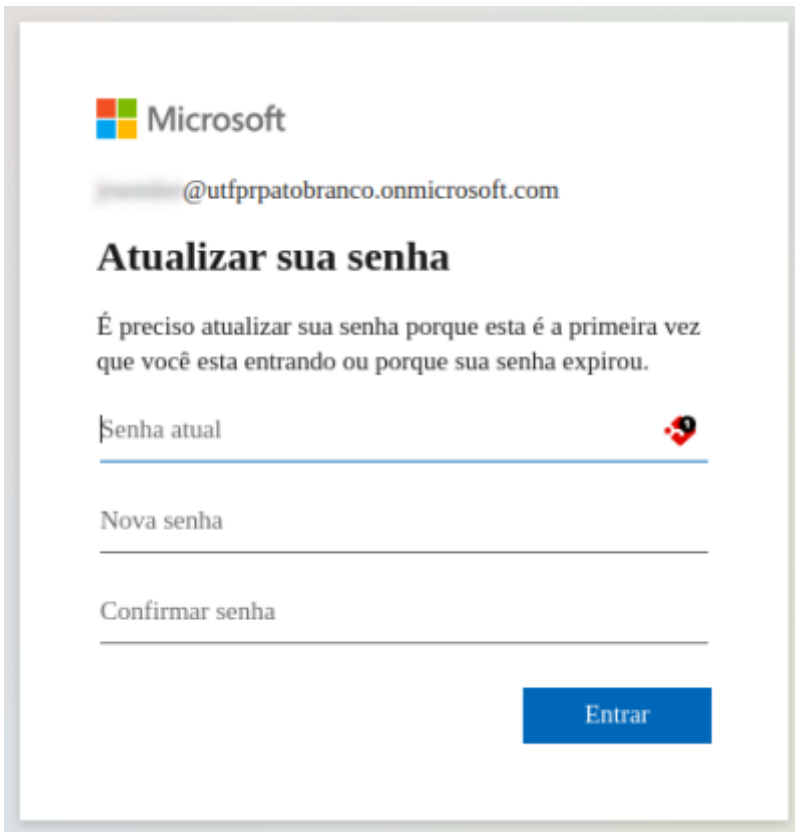 Microsoft
@utfprpatobranco.onmicrosoft.com
Atualizar sua senha
É preciso atualizar sua senha porque esta é a primeira vez
que você esta entrando ou porque sua senha expirou.
Senha atual
1
Nova senha
Confirmar senha
Entrar